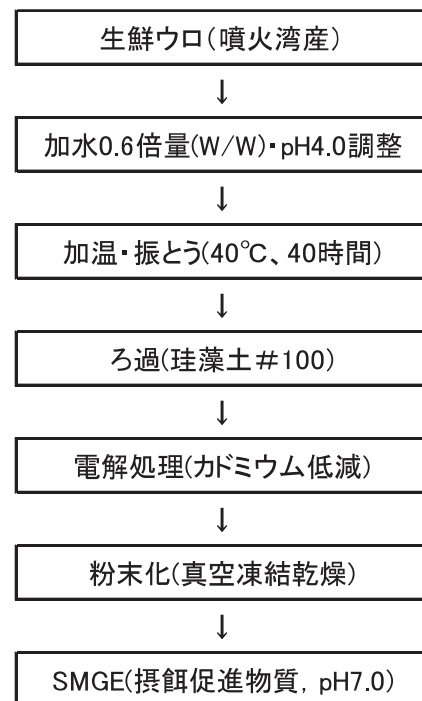 生鮮ウロ(噴火湾産)
↓
加水0.6倍量(W/W)・pH4.0調整
↓
加温・振とう(40℃、40時間)
↓
ろ過(珪藻土＃100)
↓
電解処理(カドミウム低減)
↓
粉末化(真空凍結乾燥)
↓
SMGE(摂餌促進物質, pH7.0)